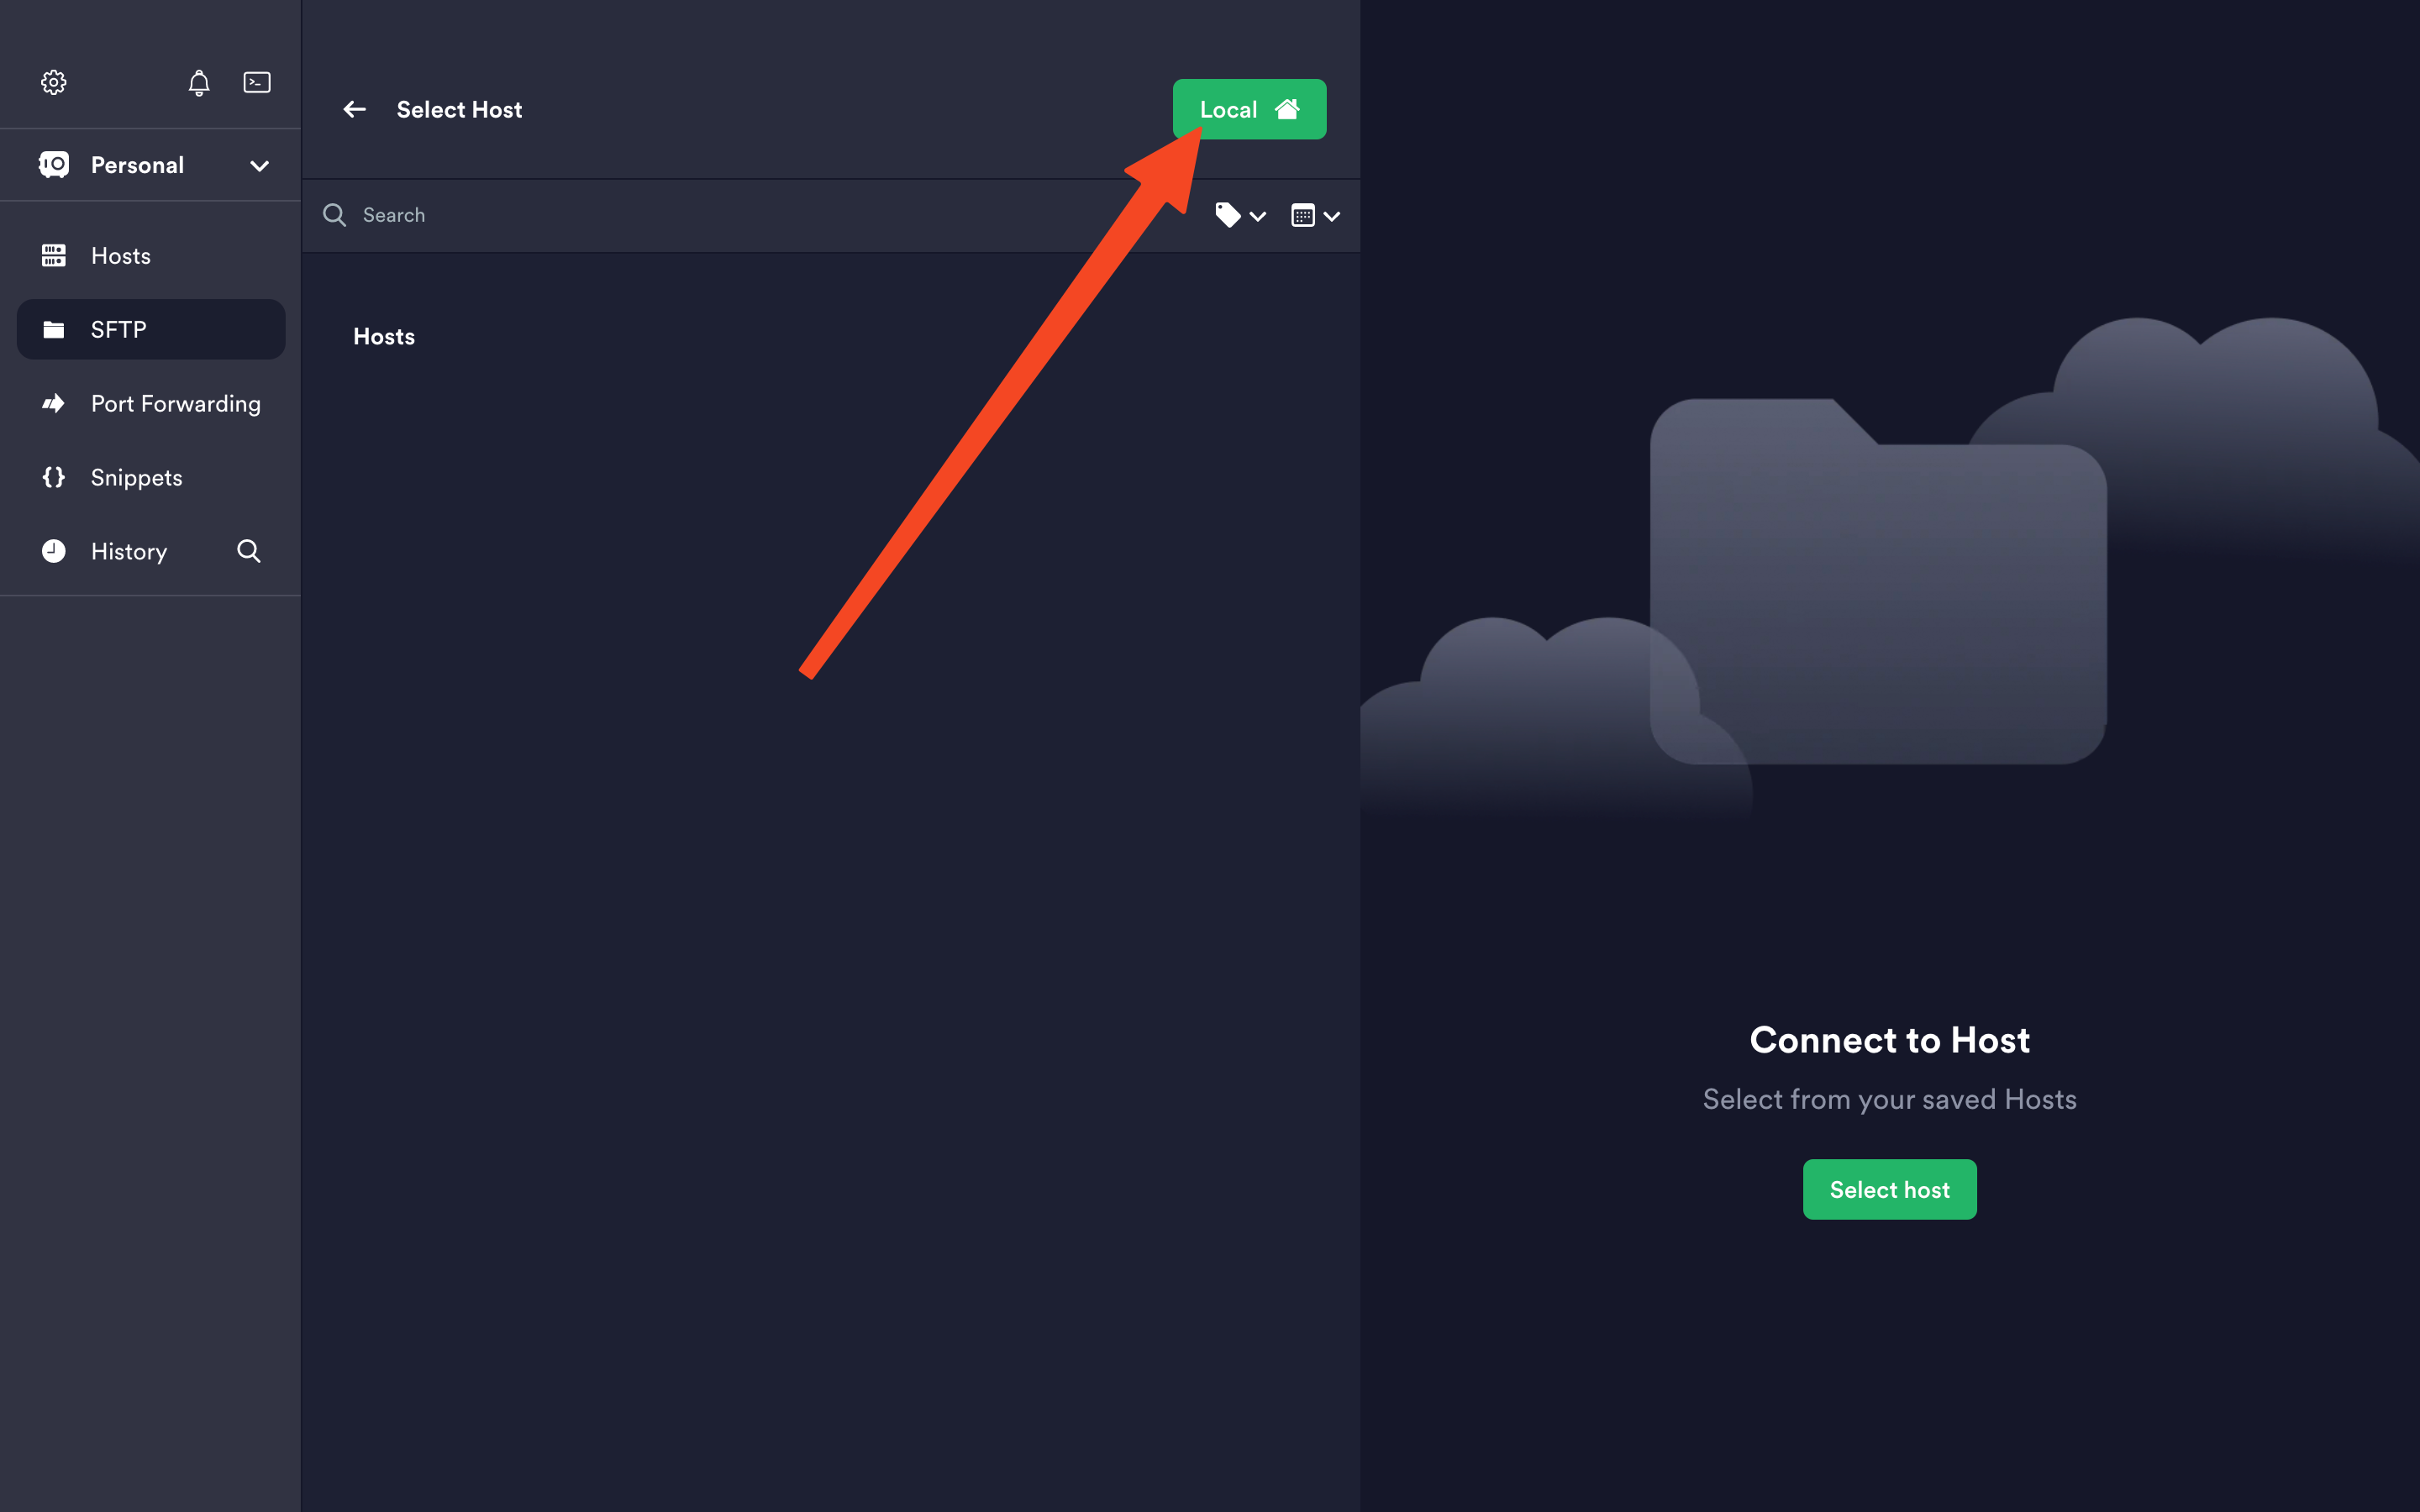 Personal
Hosts
SFTP
Port Forwarding
Snippets
History
Select Host
Local
Search
Hosts
Connect to Host
Select from your saved Hosts
Select host